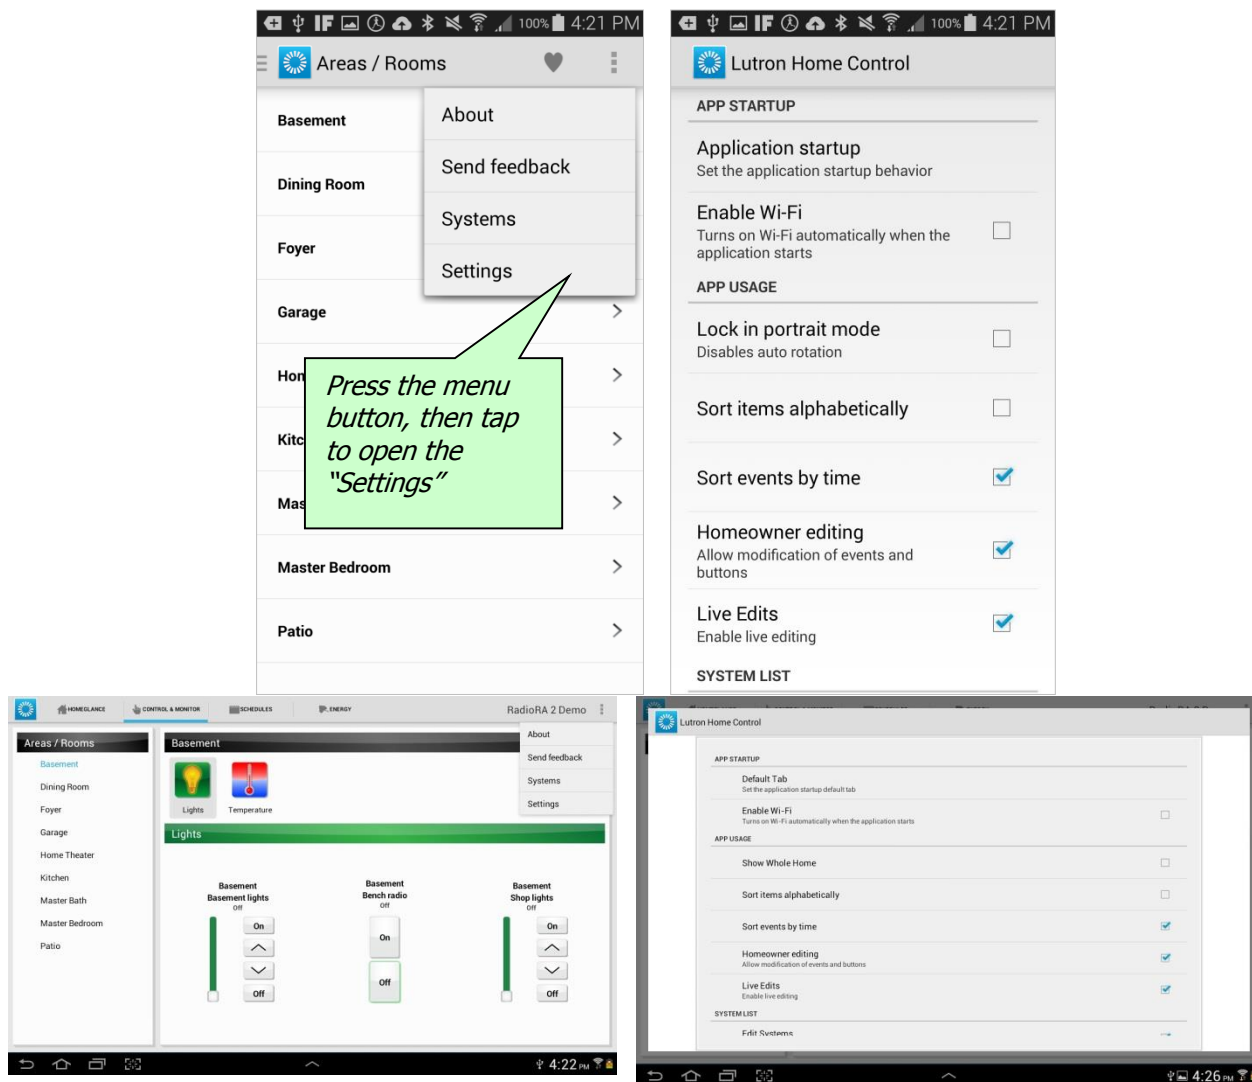 100% 4:21 PM
Areas / Rooms
About
Send feedback
Systems
Settings
Basement
Dining Room
Foyer
Garage
Hon
Kitc
Mas
Master Bedroom
Patio
Press the menu
button, then tap
to open the
“Settings”
100% 4:21 PM
Lutron Home Control
APP STARTUP
Application startup
Set the application startup behavior
Enable Wi-Fi
Turns on Wi-Fi automatically when the
application starts
APP USAGE
Lock in portrait mode
Disables auto rotation
Sort items alphabetically
Sort events by time
Homeowner editing
Allow modification of events and
buttons
Live Edits
Enable live editing
SYSTEM LIST
HOMEGLANCE CONTROL & MONITOR SCHEDULES ENERGY RadioRA 2 Demo
About
Send feedback
Systems
Settings
Areas / Rooms
Basement
Dining Room
Foyer
Garage
Home Theater
Kitchen
Master Bath
Master Bedroom
Patio
Basement
Lights Temperature
Lights
Basement
Basement lights
Off
On
Off
Basement
Bench radio
Off
On
Off
Basement
Shop lights
Off
On
Off
4:22 PM
Lutron Home Control
APP STARTUP
Default Tab
Set the application startup default tab
Enable Wi-Fi
Turns on Wi-Fi automatically when the application starts
APP USAGE
Show Whole Home
Sort items alphabetically
Sort events by time
Homeowner editing
Allow modification of events and buttons
Live Edits
Enable live editing
SYSTEM LIST
Edit Systems
4:26 PM